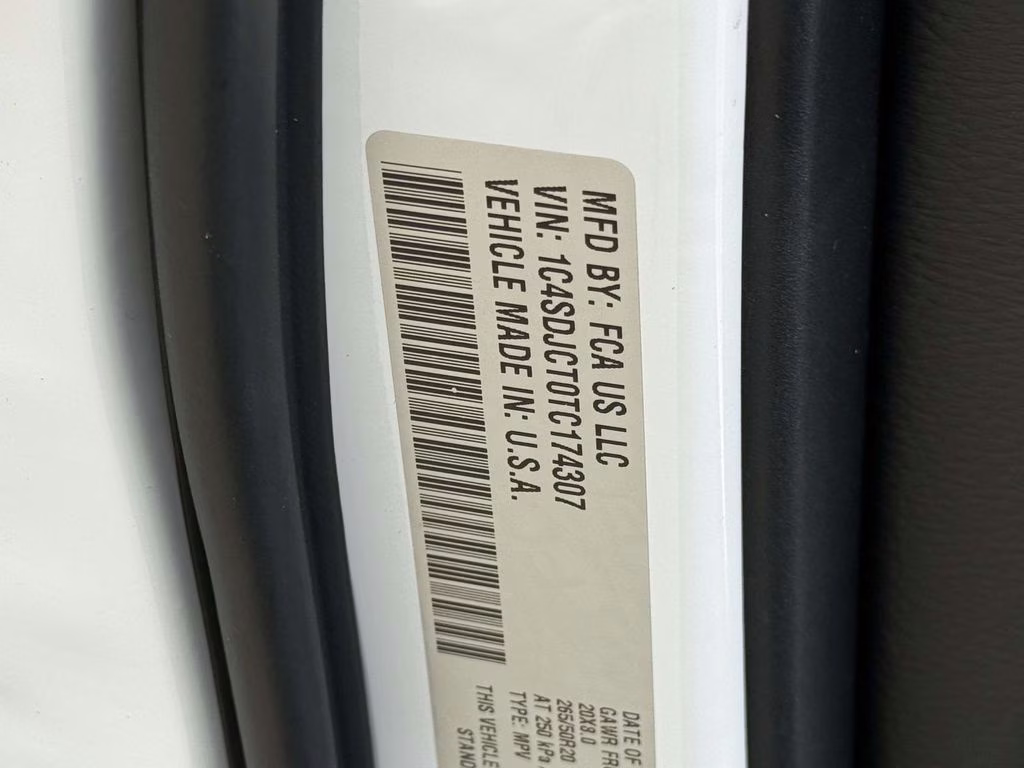 MFD BY: FCA US LLC
VIN: 1C4SDJCT0TC174307
VEHICLE MADE IN: U.S.A.
DATE OF
GAWR FR
20X8.0
265/50R20
AT 250 kPa
TYPE: MPV
THIS VEHICLE
STAND